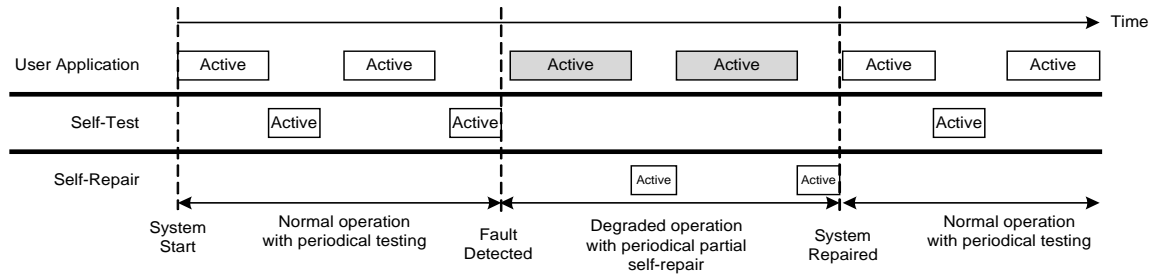 Time
User Application
Active
Active
Active
Active
Active
Active
Self-Test
Active
Active
Active
Self-Repair
Active
Active
System
Start
Normal operation
with periodical testing
Fault
Detected
Degraded operation
with periodical partial
self-repair
System
Repaired
Normal operation
with periodical testing